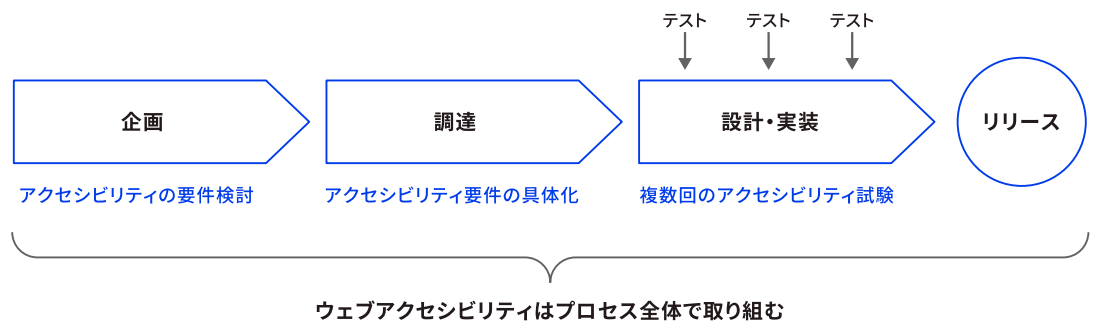 テスト テスト テスト
企画
調達
設計・実装
リリース
アクセシビリティの要件検討
アクセシビリティ要件の具体化
複数回のアクセシビリティ試験
ウェブアクセシビリティはプロセス全体で取り組む